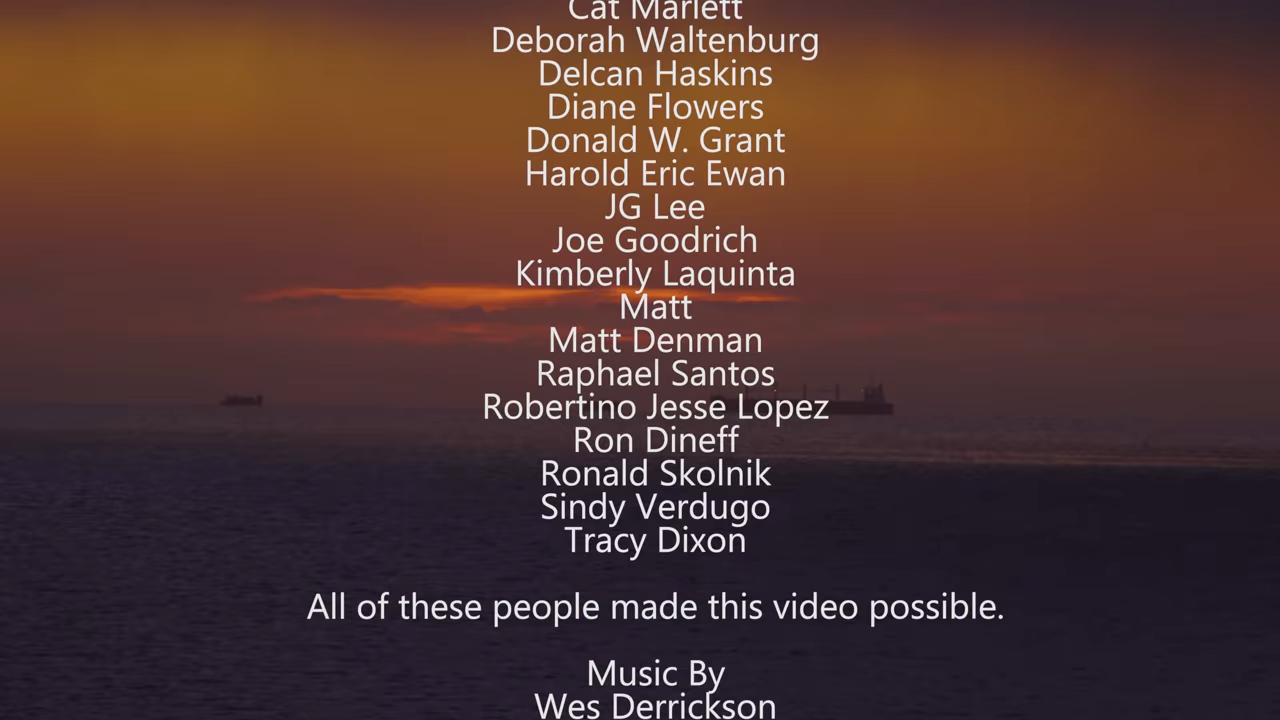 Cat Marlett
Deborah Waltenburg
Delcan Haskins
Diane Flowers
Donald W. Grant
Harold Eric Ewan
JG Lee
Joe Goodrich
Kimberly Laquinta
Matt
Matt Denman
Raphael Santos
Robertino Jesse Lopez
Ron Dineff
Ronald Skolnik
Sindy Verdugo
Tracy Dixon
All of these people made this video possible.
Music By
Wes Derrickson